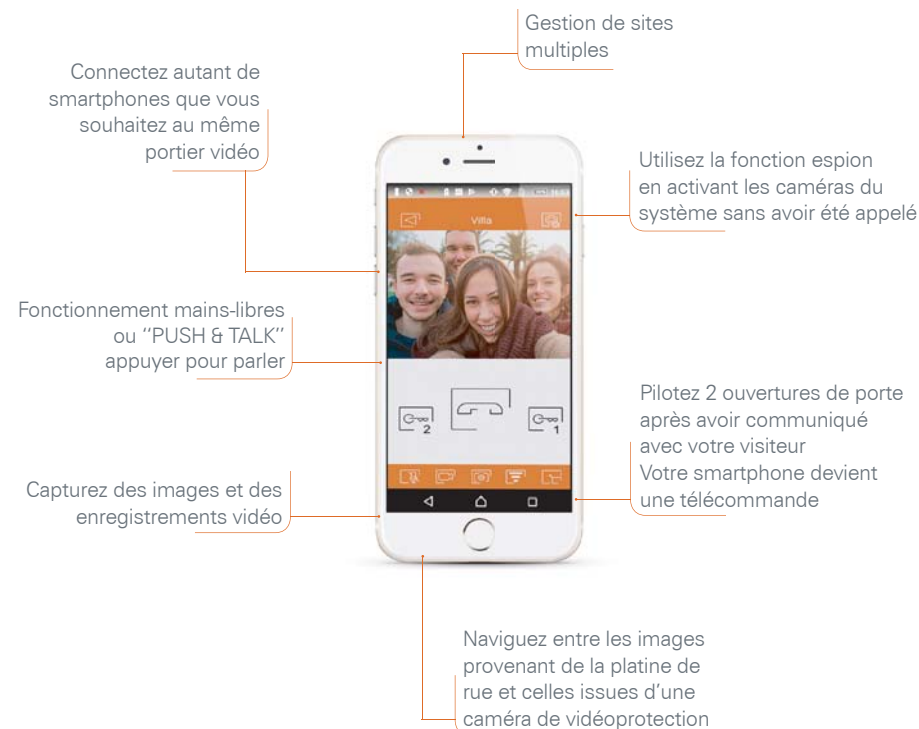 Gestion de sites
multiples
Connectez autant de
smartphones que vous
souhaitez au même
portier vidéo
Utilisez la fonction espion
en activant les caméras du
système sans avoir été appelé
Villa
Fonctionnement mains-libres
ou “PUSH & TALK”
appuyer pour parler
2
1
Pilotez 2 ouvertures de porte
après avoir communiqué
avec votre visiteur
Votre smartphone devient
une télécommande
Capturez des images et des
enregistrements vidéo
Naviguez entre les images
provenant de la platine de
rue et celles issues d’une
caméra de vidéoprotection